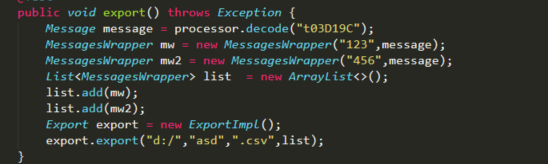 public void export() throws Exception {
Message message = processor.decode("t03D19C");
MessagesWrapper mw = new MessagesWrapper("123",message);
MessagesWrapper mw2 = new MessagesWrapper("456",message);
List<MessagesWrapper> list  = new ArrayList<>();
list.add(mw);
list.add(mw2);
Export export = new ExportImpl();
export.export("d:/","asd",".csv",list);
}